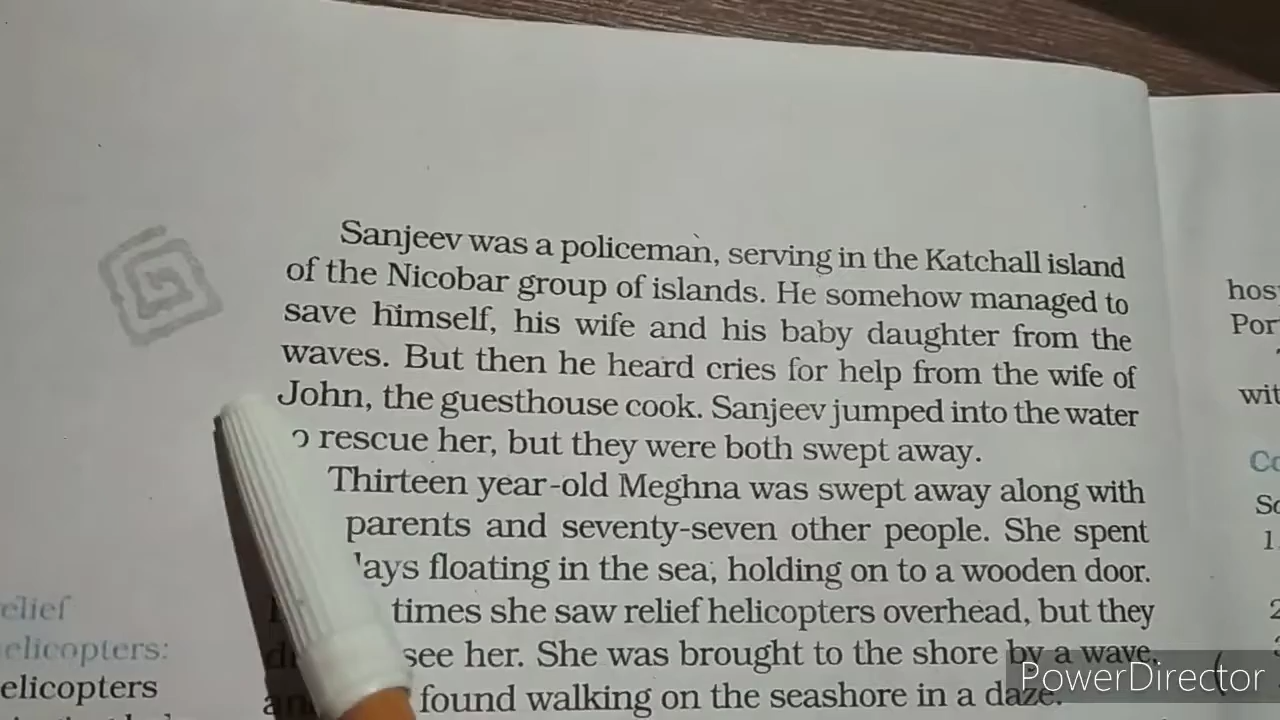 Sanjeev was a policeman, serving in the Katchall island
of the Nicobar group of islands. He somehow managed to
save himself, his wife and his baby daughter from the
waves. But then he heard cries for help from the wife of
John, the guesthouse cook. Sanjeev jumped into the water
o rescue her, but they were both swept away.
Thirteen year-old Meghna was swept away along with
parents and seventy-seven other people. She spent
ays floating in the sea, holding on to a wooden door.
times she saw relief helicopters overhead, but they
see her. She was brought to the shore by a wave,
found walking on the seashore in a daze.
elief
elicopters:
elicopters
hos
Por
wit
Co
So
1.
2
PowerDirector